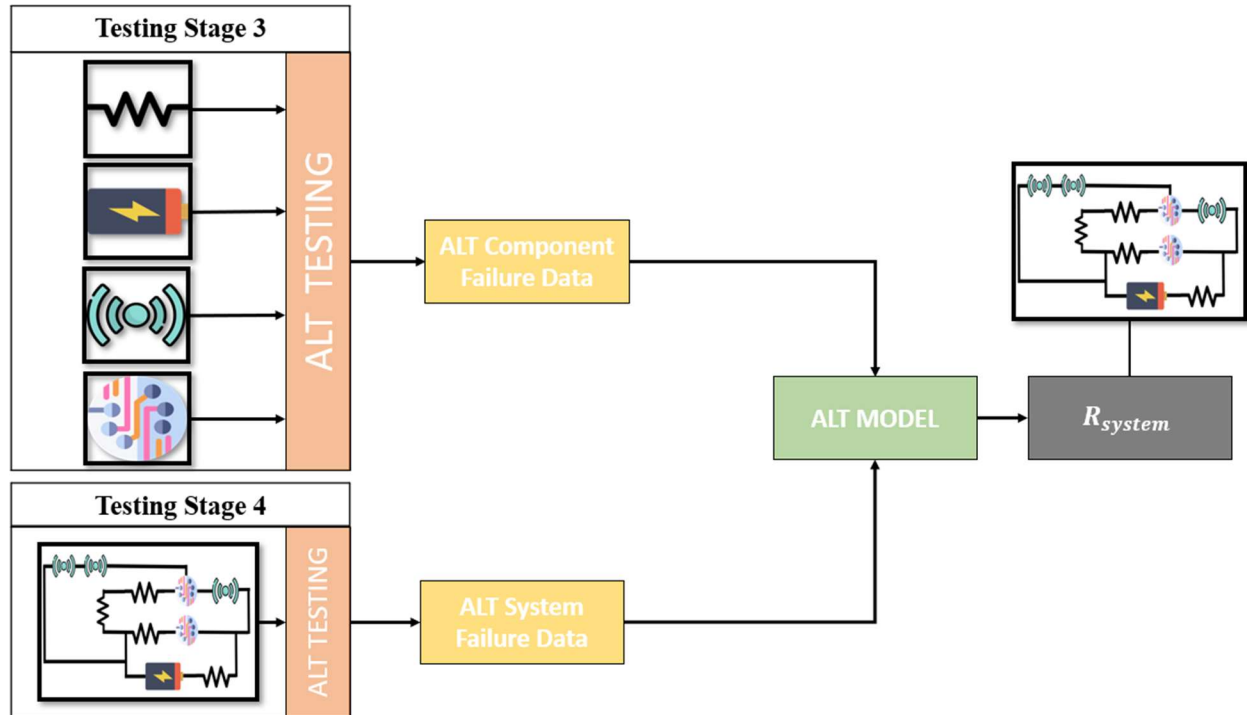 Testing Stage 3
ALT TESTING
ALT Component
Failure Data
ALT MODEL
R_system
Testing Stage 4
ALT TESTING
ALT System
Failure Data